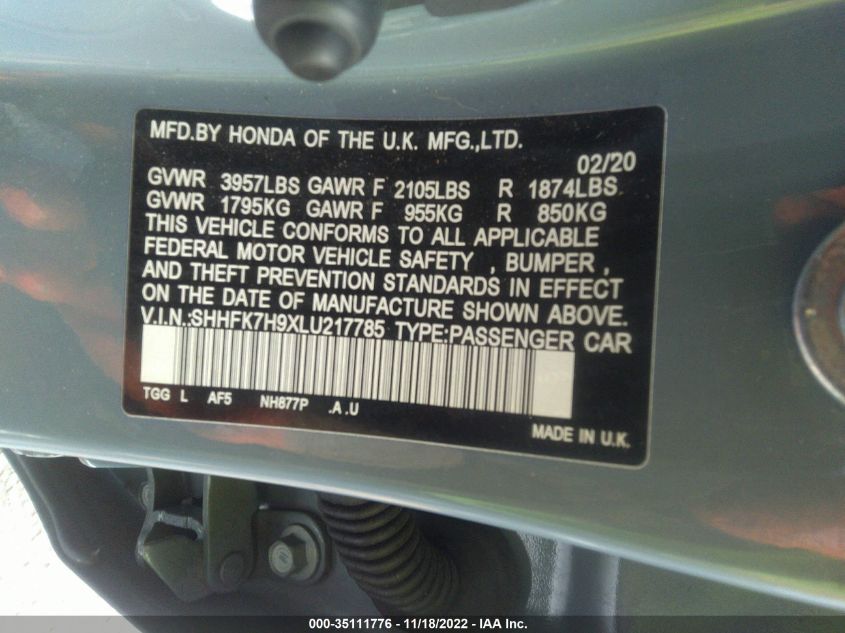 MFD.BY HONDA OF THE U.K. MFG.,LTD.
02/20
GVWR 3957LBS GAWR F 2105LBS R 1874LBS
GVWR 1795KG GAWR F 955KG R 850KG
THIS VEHICLE CONFORMS TO ALL APPLICABLE
FEDERAL MOTOR VEHICLE SAFETY , BUMPER ,
AND THEFT PREVENTION STANDARDS IN EFFECT
ON THE DATE OF MANUFACTURE SHOWN ABOVE.
V.I.N.:SHHFK7H9XLU217785 TYPE:PASSENGER CAR
TGG L AF5 NH877P .A .U
MADE IN U.K.
000-35111776 — 11/18/2022 — IAA Inc.